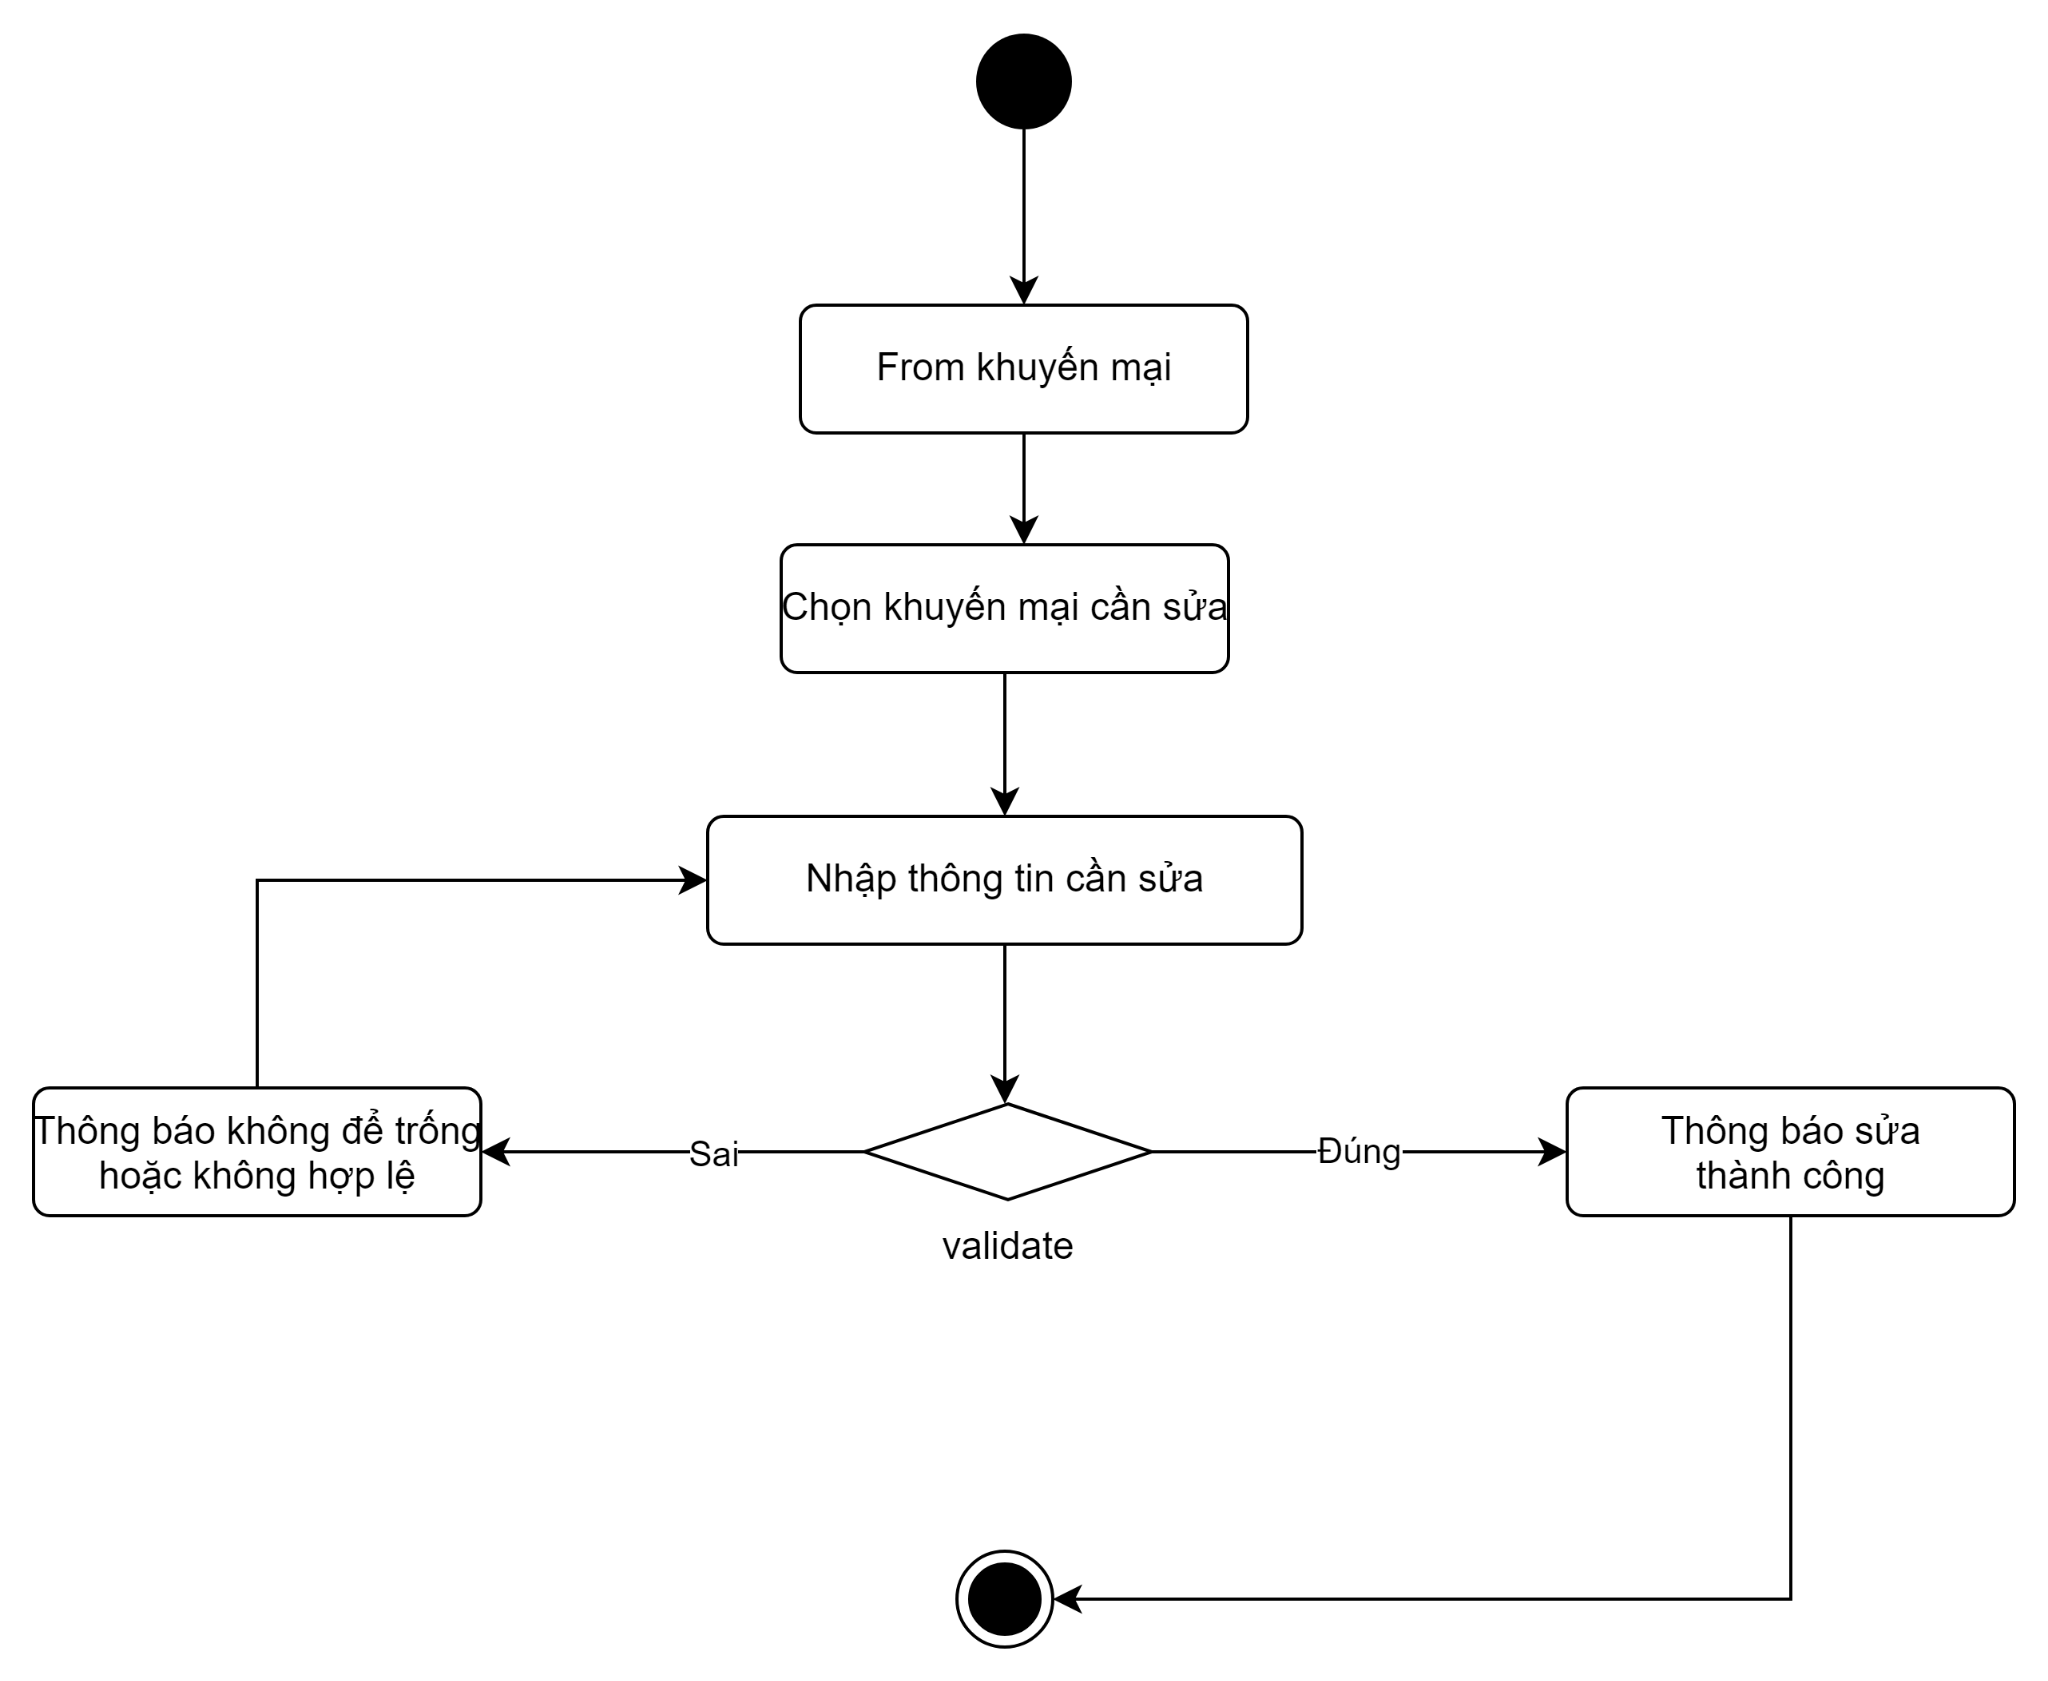 From khuyến mại
Chọn khuyến mại cần sửa
Nhập thông tin cần sửa
Thông báo không để trống
hoặc không hợp lệ
Sai
Đúng
Thông báo sửa
thành công
validate